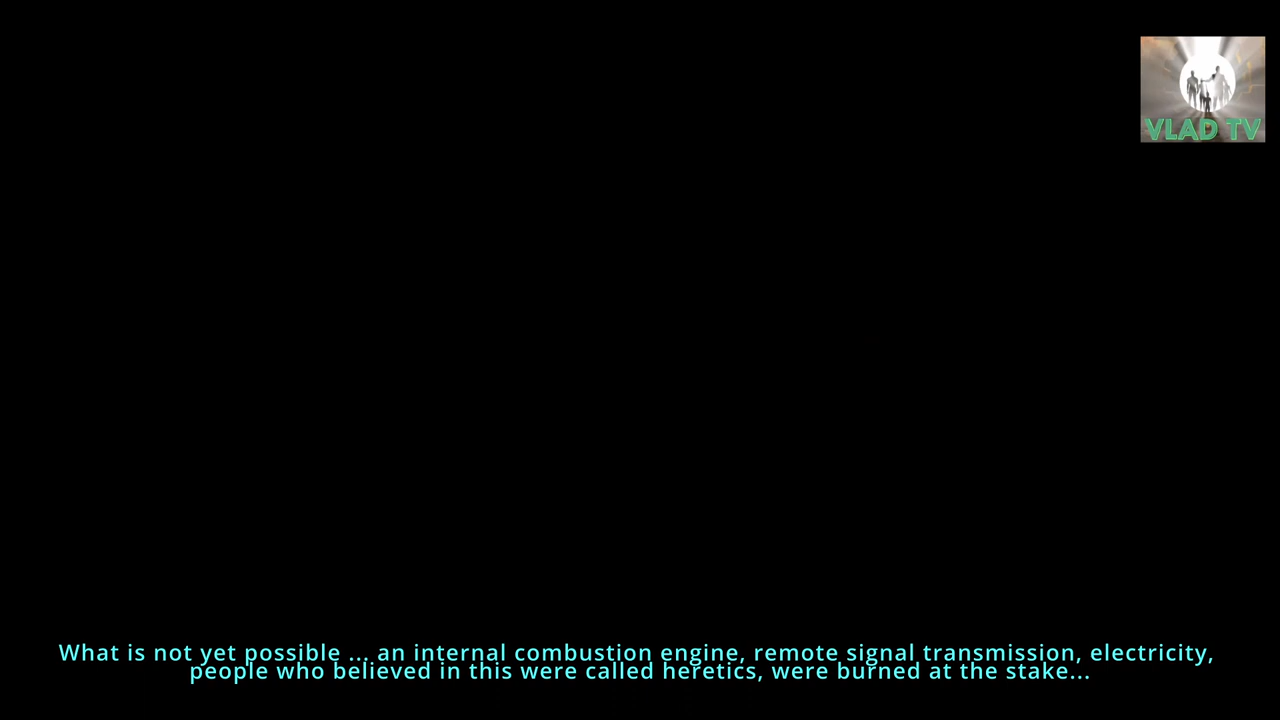 VLAD TV
What is not yet possible ... an internal combustion engine, remote signal transmission, electricity,
people who believed in this were called heretics, were burned at the stake...